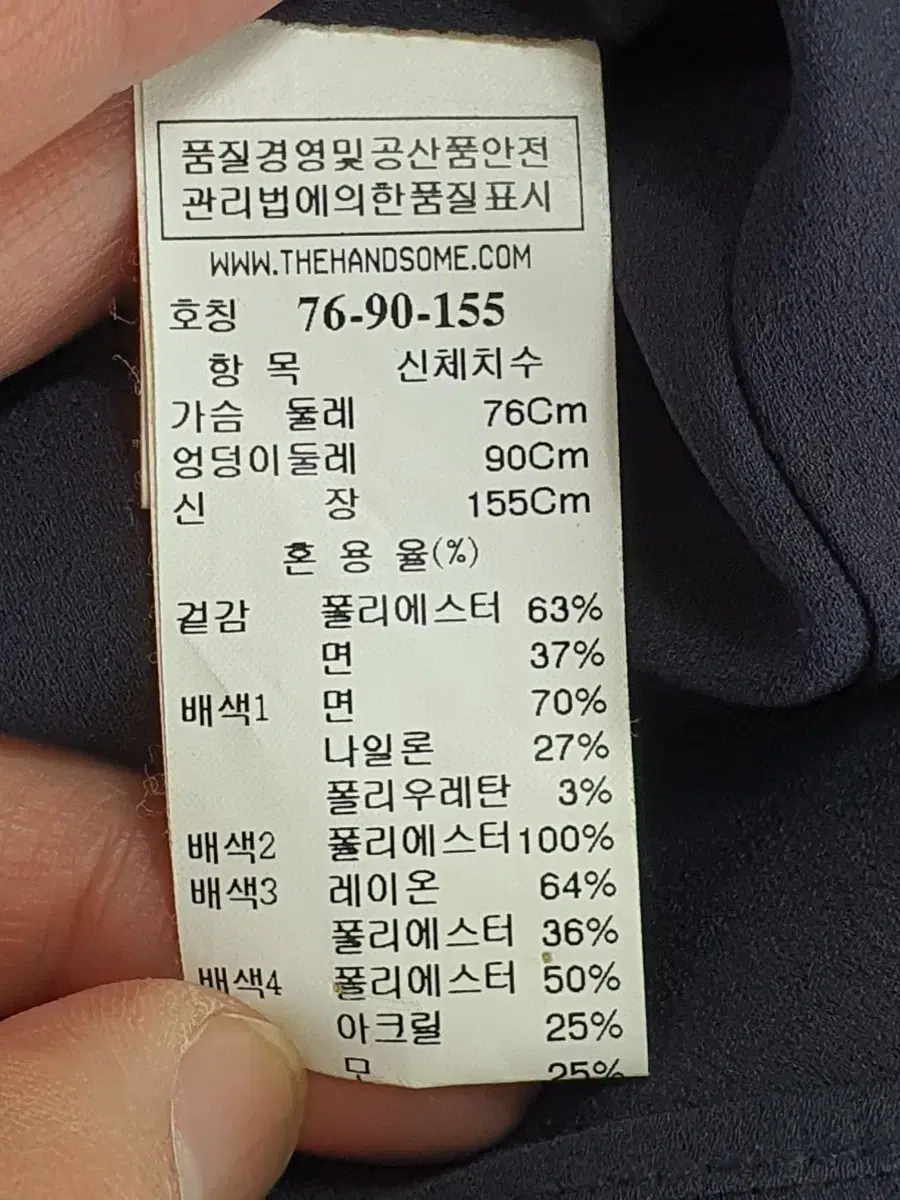 품질경영및공산품안전
관리법에의한품질표시
WWW.THEHANDSOME.COM
호칭 76-90-155
항 목 신체치수
가슴 둘레 76Cm
엉덩이둘레 90Cm
신 장 155Cm
혼 용 율(%)
겉감 폴리에스터 63%
면 37%
배색1 면 70%
나일론 27%
폴리우레탄 3%
배색2 폴리에스터 100%
배색3 레이온 64%
폴리에스터 36%
배색4 폴리에스터 50%
아크릴 25%
모 25%